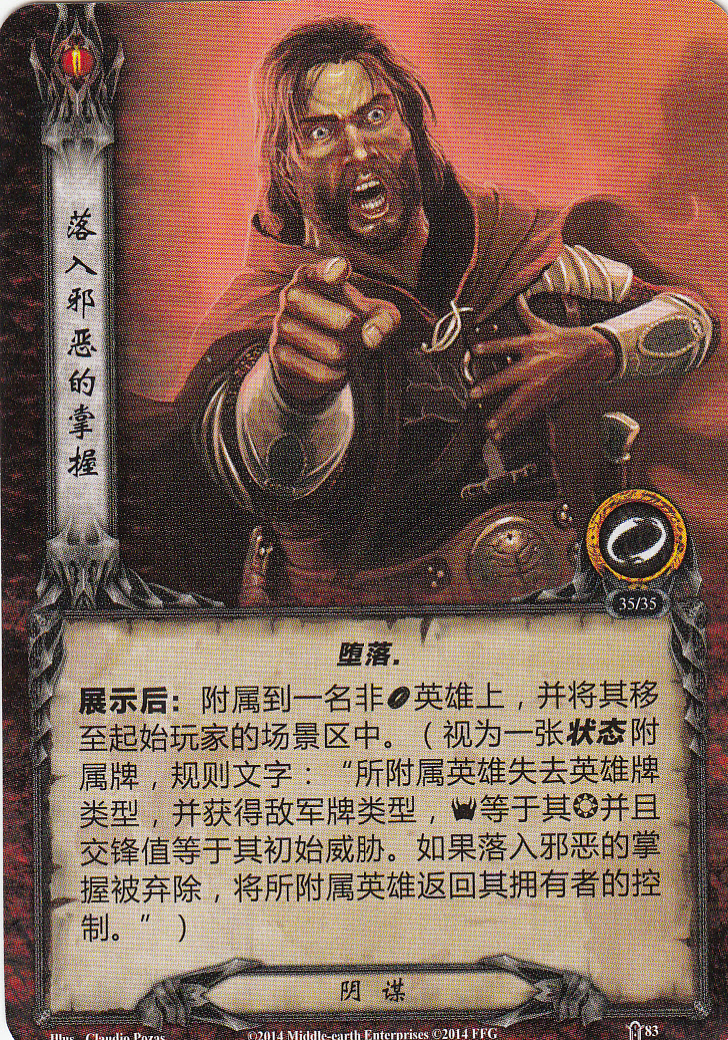 落入邪恶的掌握
35/35
堕落.
展示后：附属到一名非英雄上，并将其移
至起始玩家的场景区中。（视为一张状态附
属牌，规则文字：“所附属英雄失去英雄牌
类型，并获得敌军牌类型，等于其并且
交锋值等于其初始威胁。如果落入邪恶的掌
握被弃除，将所附属英雄返回其拥有者的控
制。”）
阴谋
Illus. Claudio Pozas
©2014 Middle-earth Enterprises ©2014 FFG
83